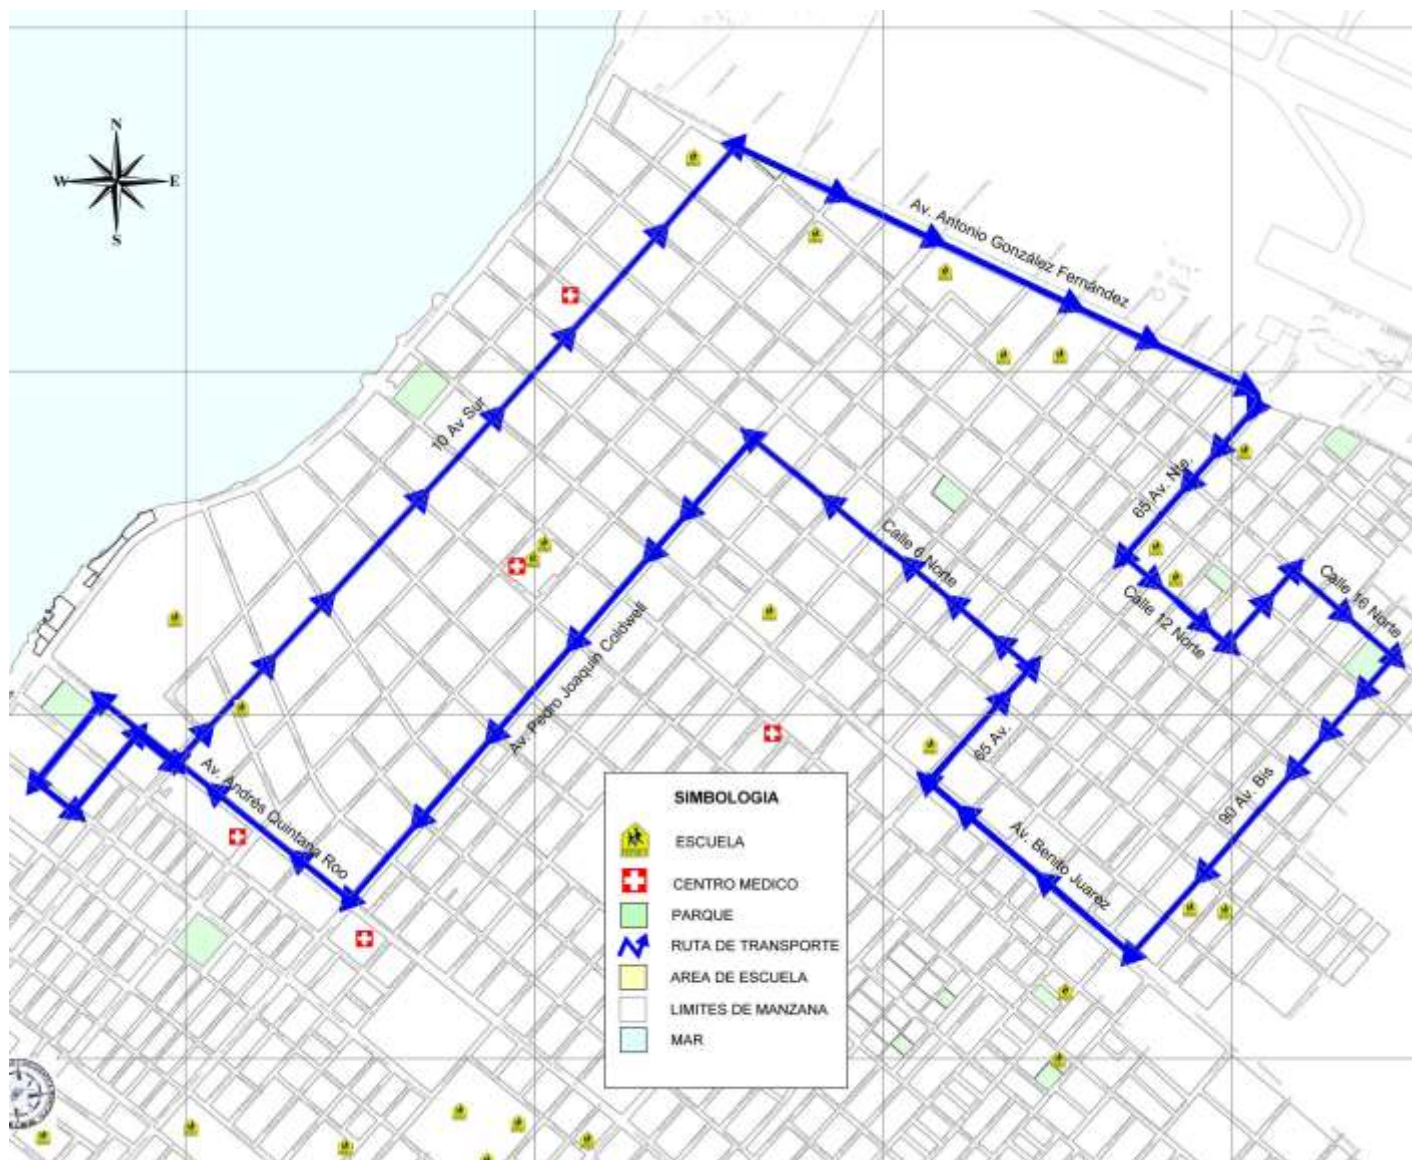 N
W E
S
Av. Antonio González Fernández
10 Av Sur
65 Av. Nte.
Calle 6 Norte
Calle 16 Norte
Calle 12 Norte
Av. Pedro Joaquin Coldwell
65 Av.
Av. Andrés Quintana Roo
90 Av. Bis
Av. Benito Juarez
SIMBOLOGIA
ESCUELA
CENTRO MEDICO
PARQUE
RUTA DE TRANSPORTE
AREA DE ESCUELA
LIMITES DE MANZANA
MAR